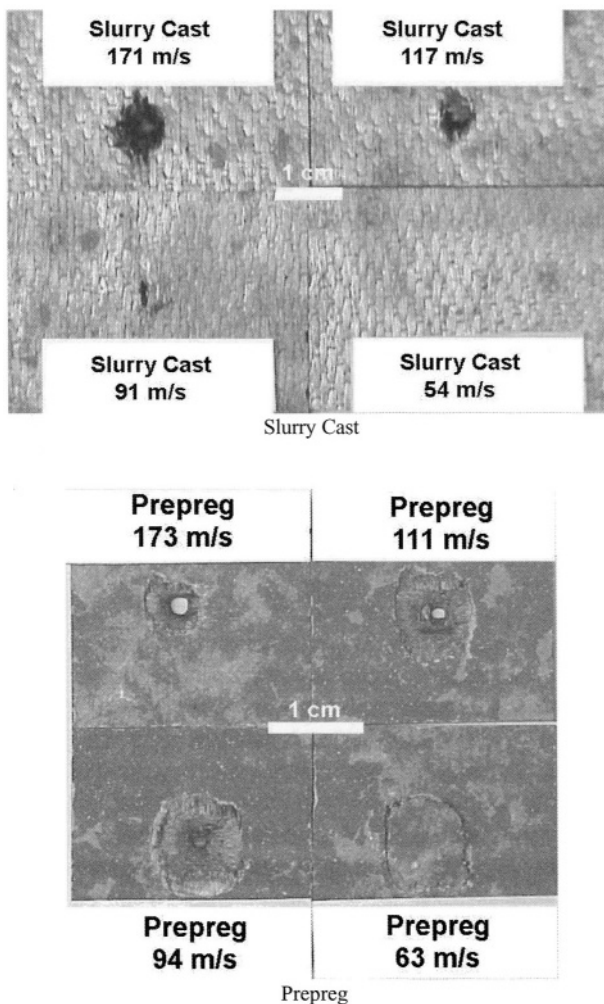 Slurry Cast
171 m/s
Slurry Cast
117 m/s
1 cm
Slurry Cast
91 m/s
Slurry Cast
54 m/s
Slurry Cast
Prepreg
173 m/s
Prepreg
111 m/s
1 cm
Prepreg
94 m/s
Prepreg
63 m/s
Prepreg